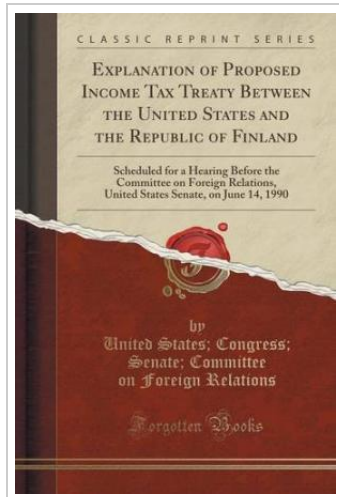 CLASSIC REPRINT SERIES
EXPLANATION OF PROPOSED
INCOME TAX TREATY BETWEEN
THE UNITED STATES AND
THE REPUBLIC OF FINLAND
Scheduled for a Hearing Before the
Committee on Foreign Relations,
United States Senate, on June 14, 1990
by
United States; Congress;
Senate; Committee
on Foreign Relations
Forgotten Books